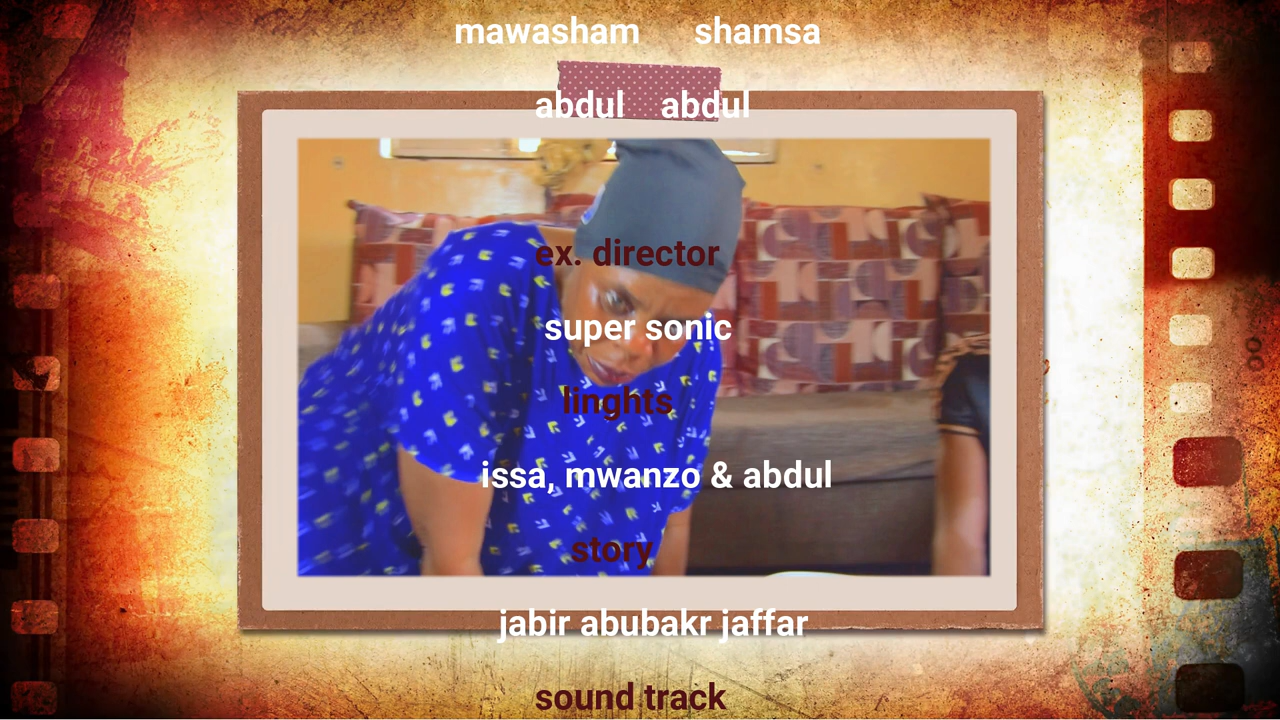 mawasham shamsa
abdul abdul
ex. director
super sonic
linghts
issa, mwanzo & abdul
story
jabir abubakr jaffar
sound track